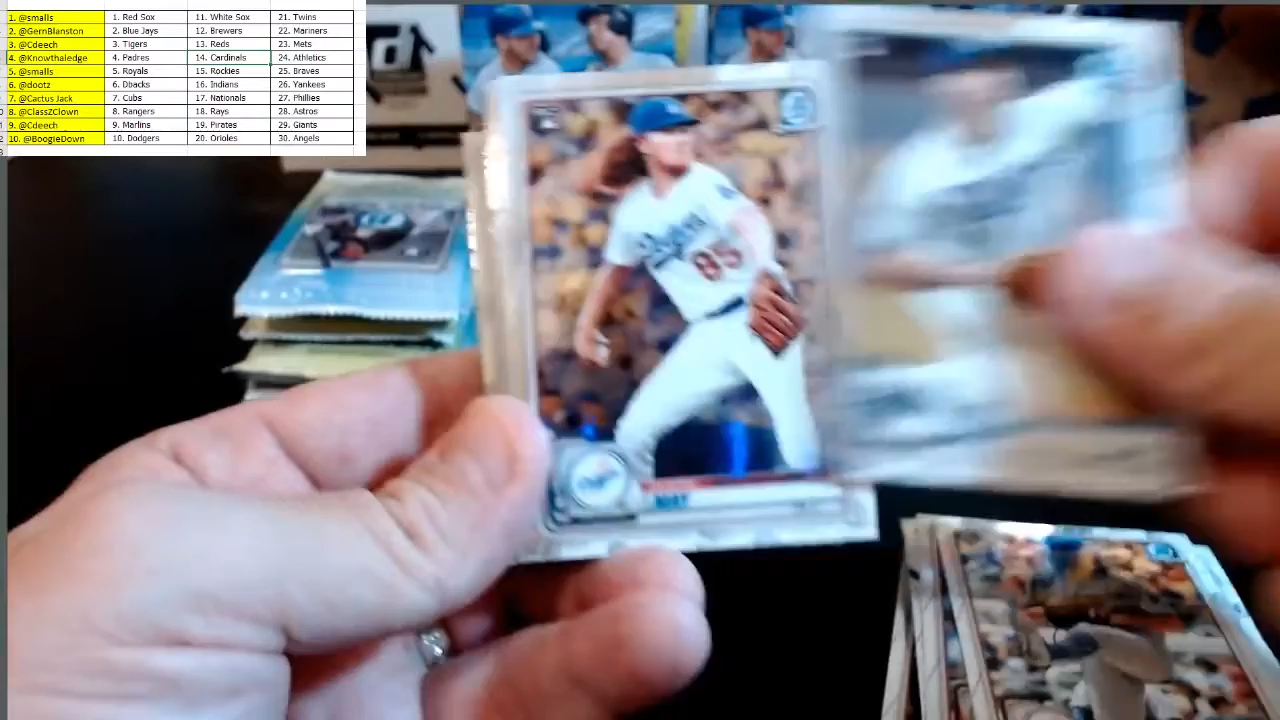 1. @smalls 1. Red Sox 11. White Sox 21. Twins
2. @GernBlanston 2. Blue Jays 12. Brewers 22. Mariners
3. @Cdeech 3. Tigers 13. Reds 23. Mets
4. @Knowthaledge 4. Padres 14. Cardinals 24. Athletics
5. @smalls 5. Royals 15. Rockies 25. Braves
6. @dootz 6. Dbacks 16. Indians 26. Yankees
7. @Cactus Jack 7. Cubs 17. Nationals 27. Phillies
8. @ClassZClown 8. Rangers 18. Rays 28. Astros
9. @Cdeech 9. Marlins 19. Pirates 29. Giants
10. @BoogieDown 10. Dodgers 20. Orioles 30. Angels
Dodgers
85
MAY